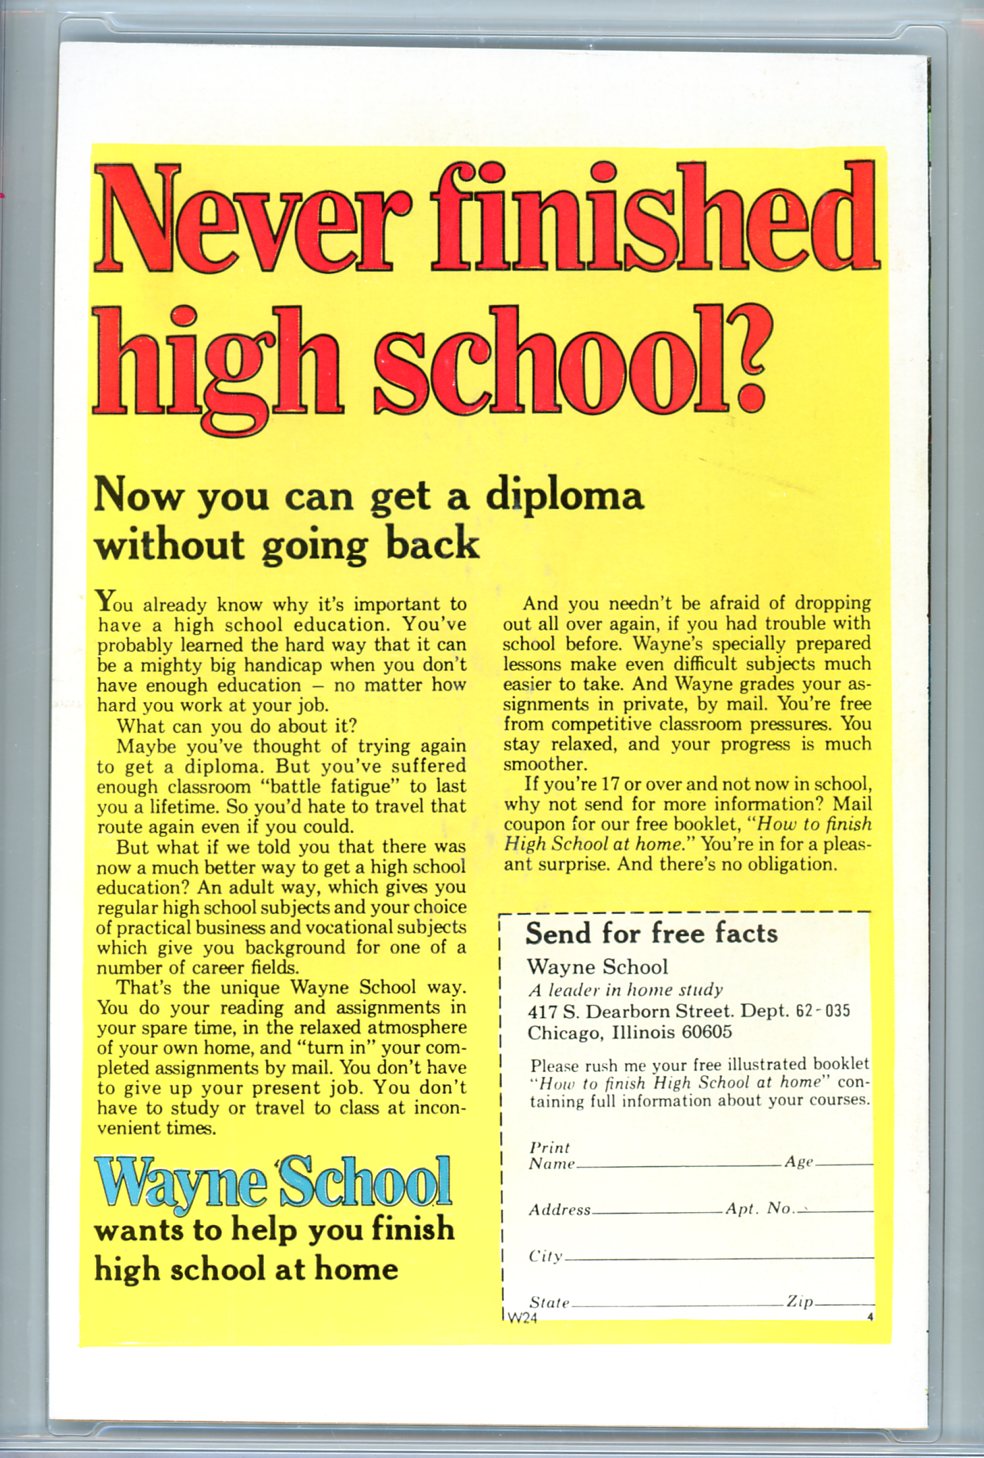 Never finished
high school?
Now you can get a diploma
without going back
You already know why it's important to
have a high school education. You've
probably learned the hard way that it can
be a mighty big handicap when you don't
have enough education — no matter how
hard you work at your job.
What can you do about it?
Maybe you've thought of trying again
to get a diploma. But you've suffered
enough classroom “battle fatigue” to last
you a lifetime. So you'd hate to travel that
route again even if you could.
But what if we told you that there was
now a much better way to get a high school
education? An adult way, which gives you
regular high school subjects and your choice
of practical business and vocational subjects
which give you background for one of a
number of career fields.
That's the unique Wayne School way.
You do your reading and assignments in
your spare time, in the relaxed atmosphere
of your own home, and “turn in” your com-
pleted assignments by mail. You don't have
to give up your present job. You don't
have to study or travel to class at incon-
venient times.
Wayne School
wants to help you finish
high school at home
And you needn't be afraid of dropping
out all over again, if you had trouble with
school before. Wayne's specially prepared
lessons make even difficult subjects much
easier to take. And Wayne grades your as-
signments in private, by mail. You're free
from competitive classroom pressures. You
stay relaxed, and your progress is much
smoother.
If you're 17 or over and not now in school,
why not send for more information? Mail
coupon for our free booklet, “How to finish
High School at home.” You're in for a pleas-
ant surprise. And there's no obligation.
Send for free facts
Wayne School
A leader in home study
417 S. Dearborn Street. Dept. 62-035
Chicago, Illinois 60605
Please rush me your free illustrated booklet
“How to finish High School at home” con-
taining full information about your courses.
Print
Name Age
Address Apt. No.
City
State Zip
W24 4